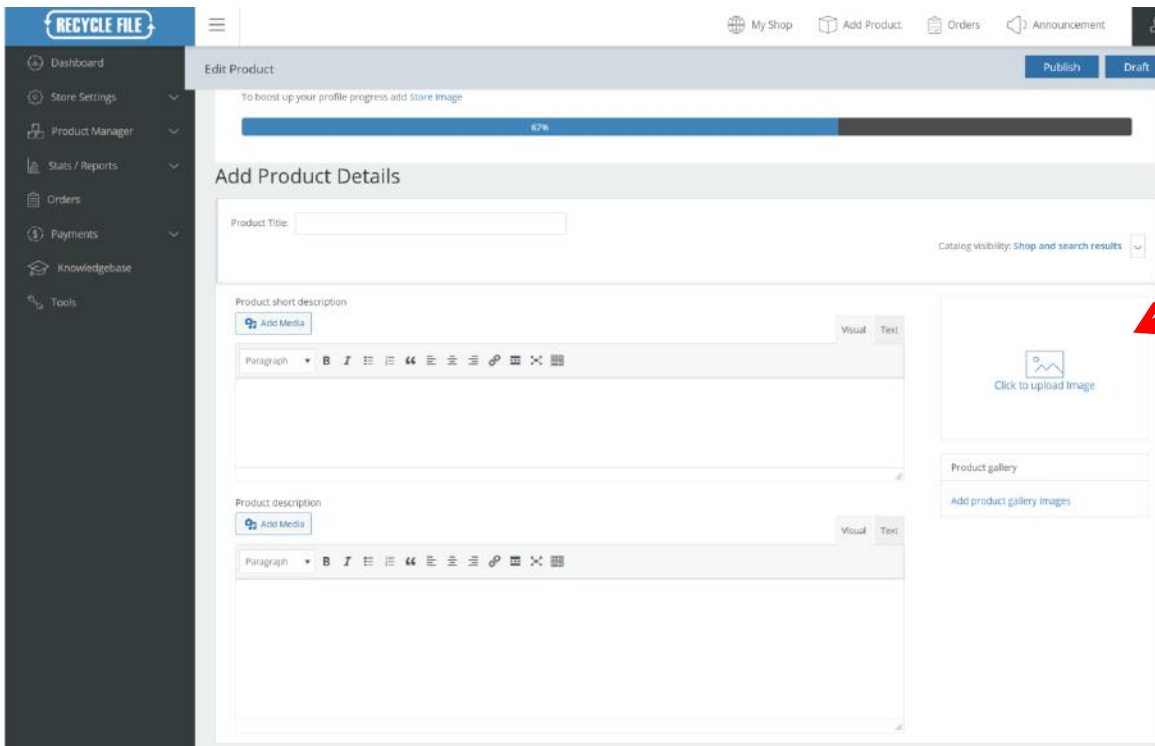 RECYCLE FILE
My Shop
Add Product
Orders
Announcement
Dashboard
Store Settings
Product Manager
Stats / Reports
Orders
Payments
Knowledgebase
Tools
Edit Product
Publish
Draft
To boost up your profile progress add Store Image
67%
Add Product Details
Product Title:
Catalog visibility: Shop and search results
Product short description
Add Media
Visual Text
Paragraph B I
Click to upload Image
Product gallery
Add product gallery images
Product description
Add Media
Visual Text
Paragraph B I